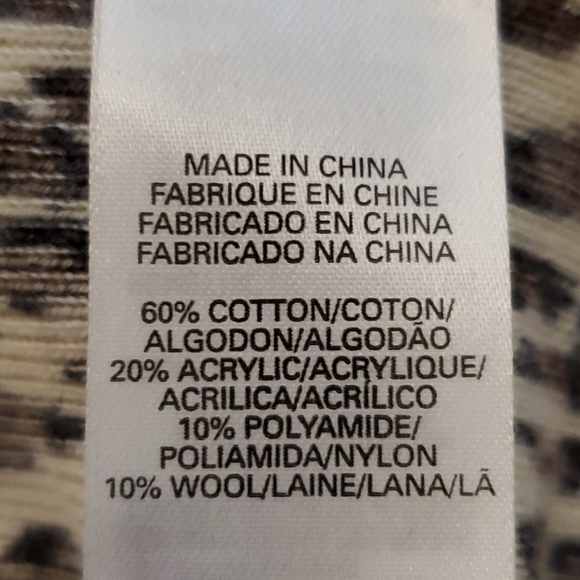 MADE IN CHINA
FABRIQUE EN CHINE
FABRICADO EN CHINA
FABRICADO NA CHINA
60% COTTON/COTON/
ALGODON/ALGODÃO
20% ACRYLIC/ACRYLIQUE/
ACRILICA/ACRÍLICO
10% POLYAMIDE/
POLIAMIDA/NYLON
10% WOOL/LAINE/LANA/LÃ